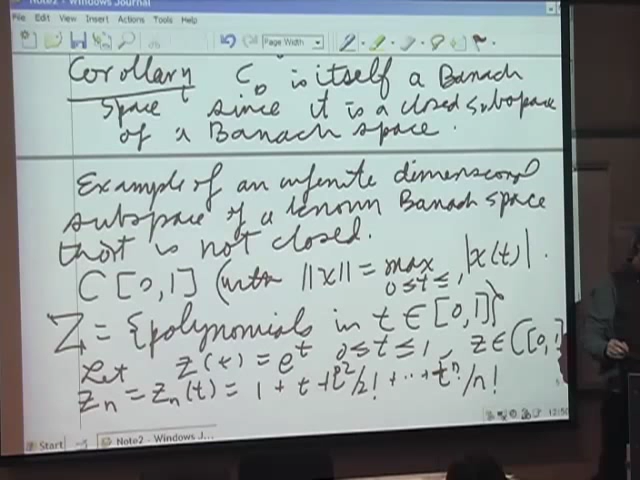 Note2 - Windows Journal
File Edit View Insert Actions Tools Help
Page Width
Corollary C₀ is itself a Banach
space since it is a closed subspace
of a Banach space.
Example of an infinite dimensional
subspace of a known Banach space
that is not closed.
C[0,1] (with ||x|| = max |x(t)|.
0≤t≤1
Z = {polynomials in t ∈ [0,1]}
Let z(t) = e^t 0≤t≤1, z ∈ C[0,1]
zₙ = zₙ(t) = 1 + t + t²/2! + ... + tⁿ/n!
12:50
Start Note2 - Windows J...